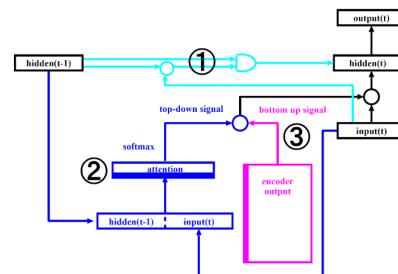 output(t)
hidden(t-1)
①
hidden(t)
top-down signal
bottom up signal
③
input(t)
softmax
②
attention
encoder
output
hidden(t-1)
input(t)